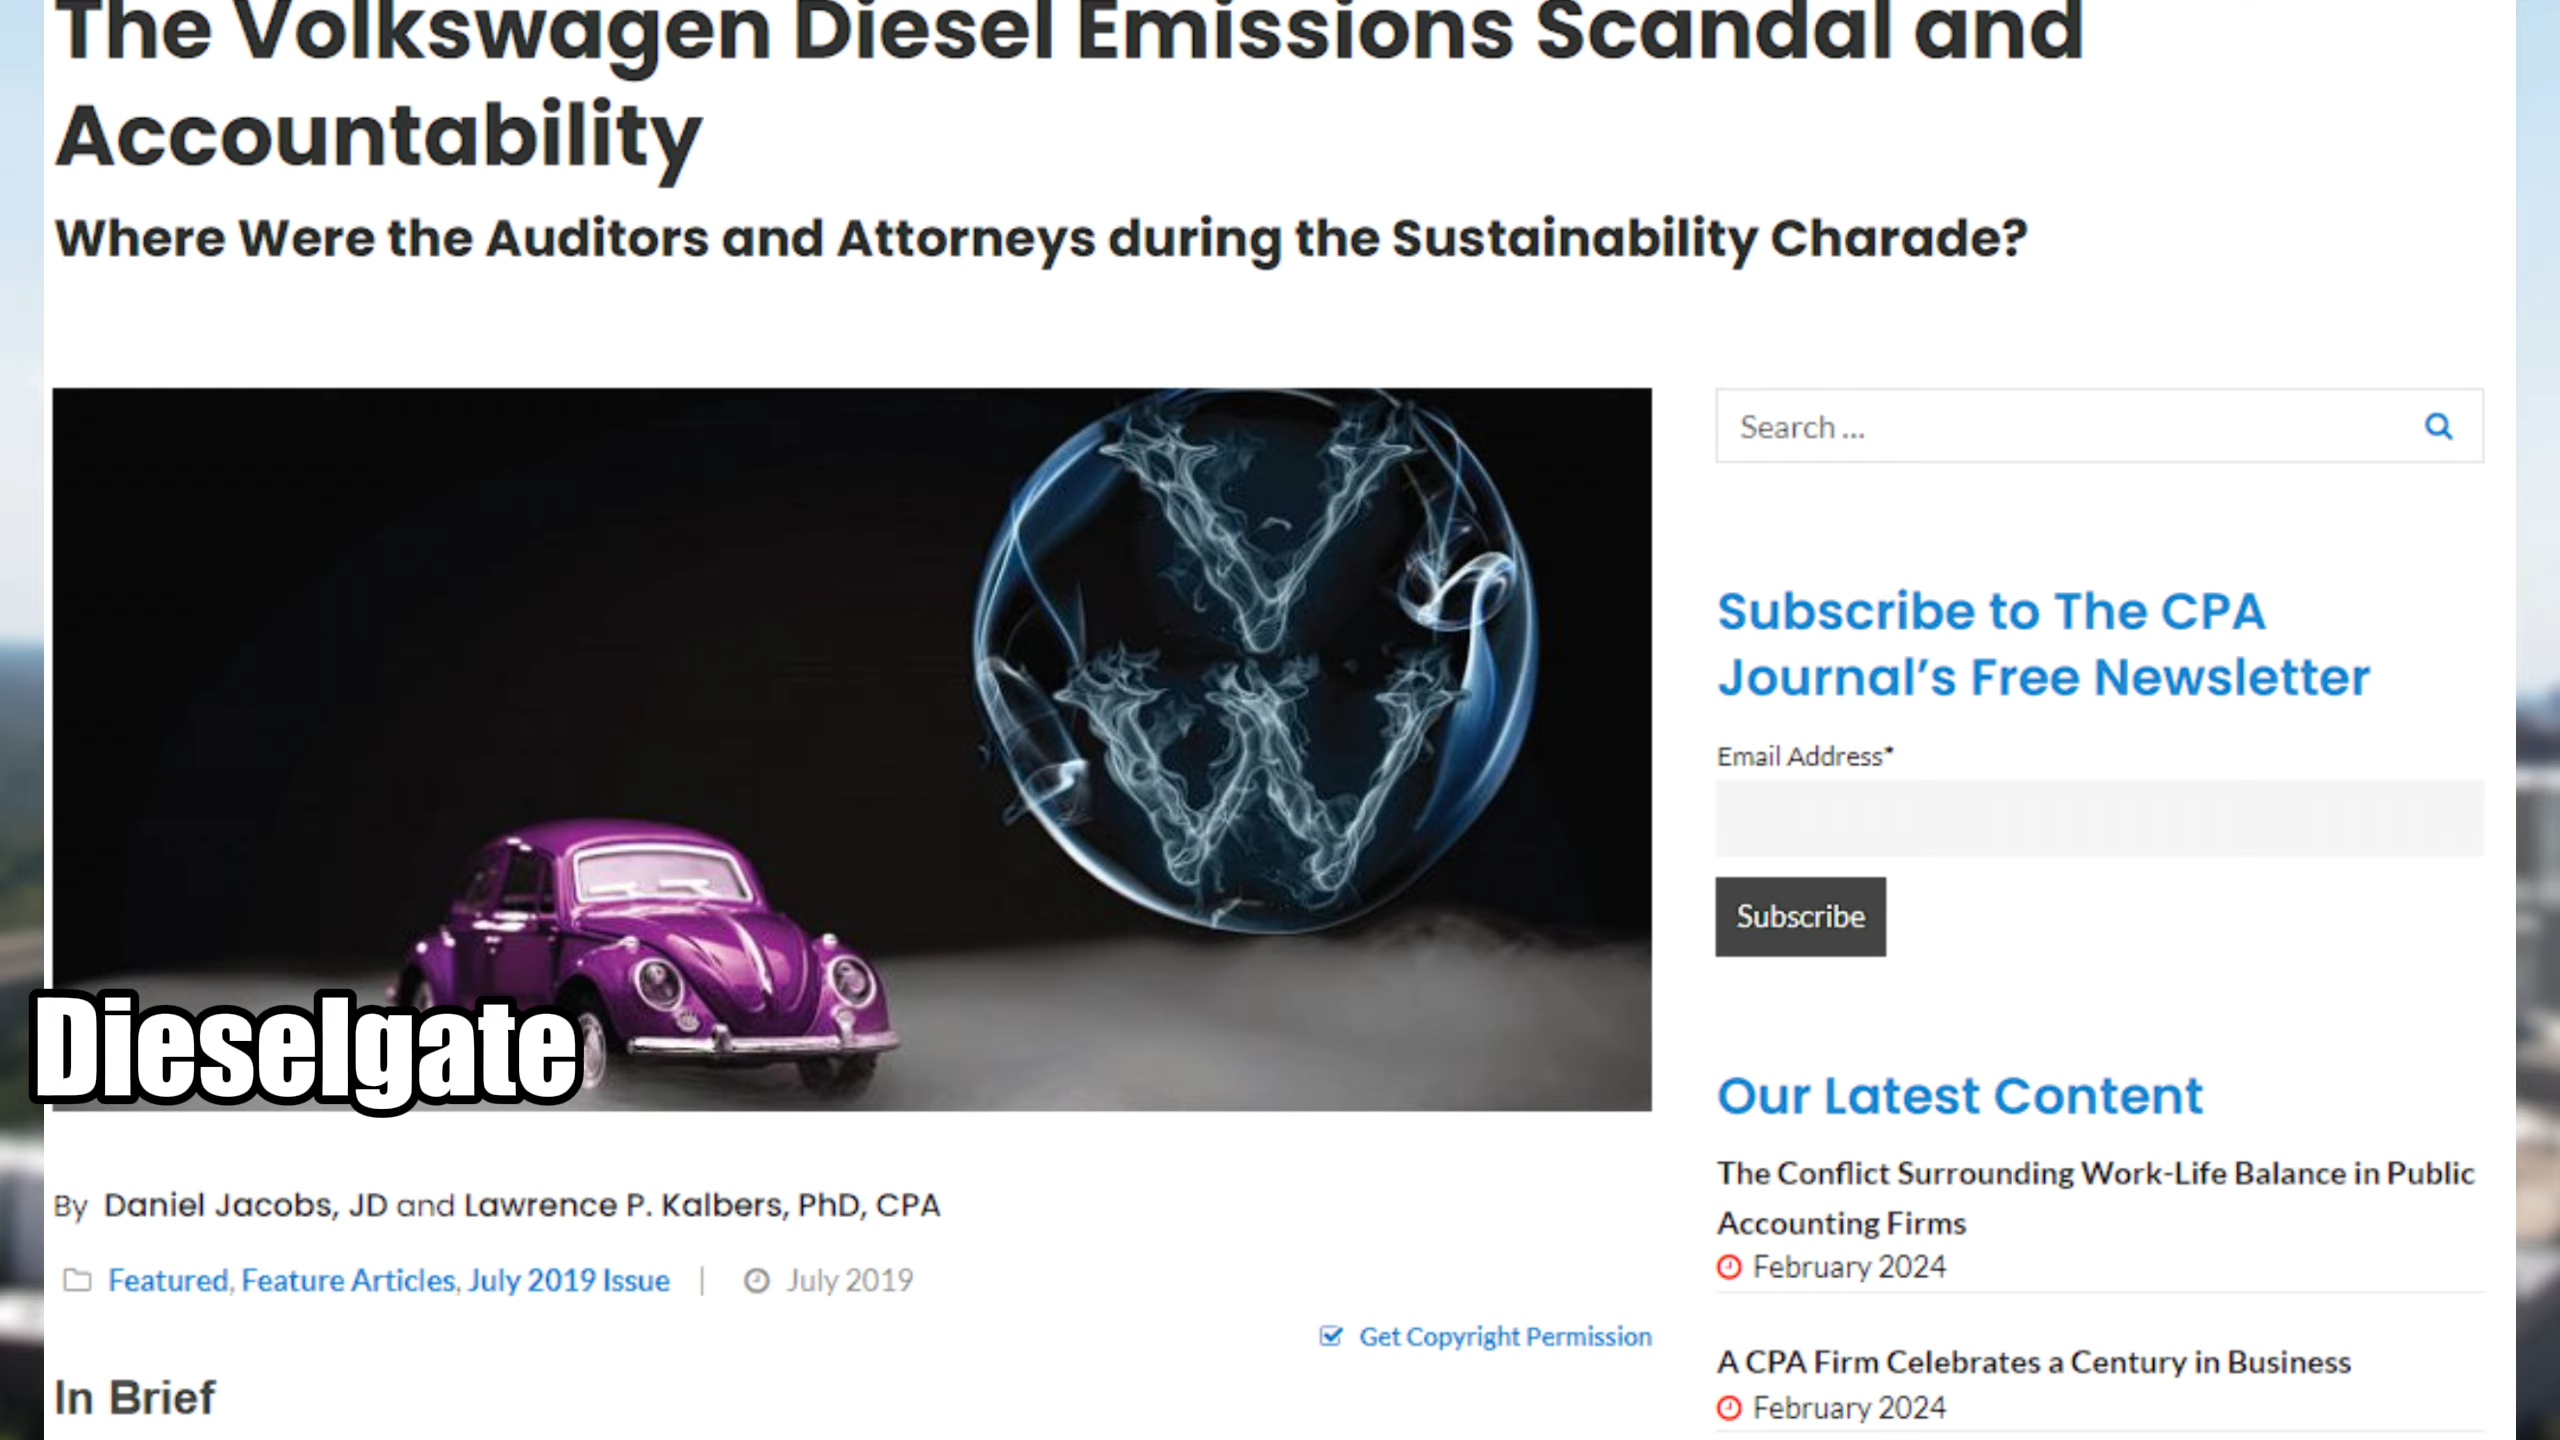 The Volkswagen Diesel Emissions Scandal and
Accountability
Where Were the Auditors and Attorneys during the Sustainability Charade?
VW
Dieselgate
By Daniel Jacobs, JD and Lawrence P. Kalbers, PhD, CPA
Featured, Feature Articles, July 2019 Issue | July 2019
Get Copyright Permission
In Brief
Search ...
Subscribe to The CPA
Journal's Free Newsletter
Email Address*
Subscribe
Our Latest Content
The Conflict Surrounding Work-Life Balance in Public
Accounting Firms
February 2024
A CPA Firm Celebrates a Century in Business
February 2024